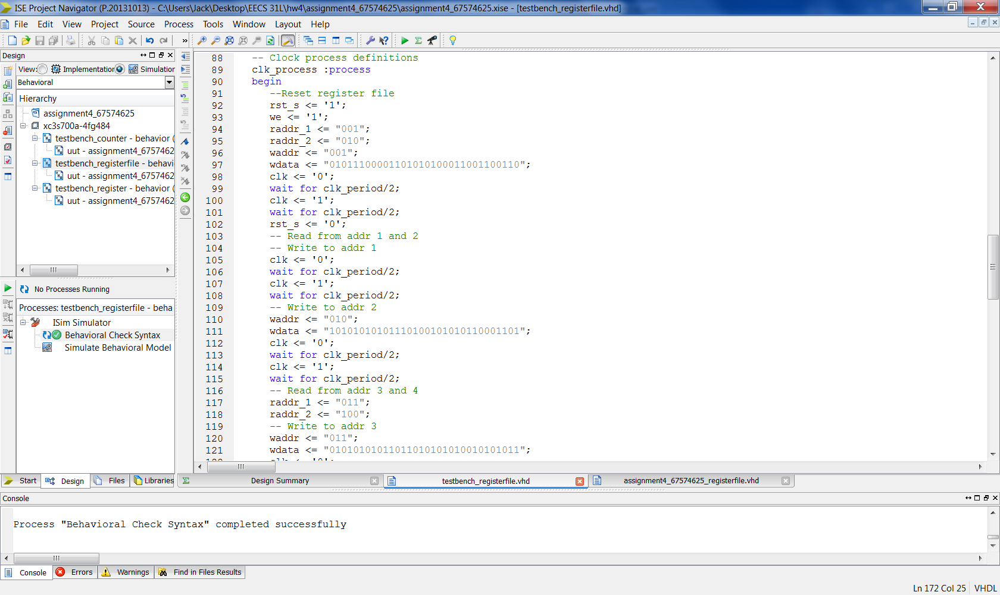 ISE Project Navigator (P.20131013) - C:\Users\Jack\Desktop\EECS 31L\hw4\assignment4_67574625\assignment4_67574625.xise - [testbench_registerfile.vhd]
File Edit View Project Source Process Tools Window Layout Help
Design
View: Implementation Simulation
Behavioral
Hierarchy
assignment4_67574625
xc3s700a-4fg484
testbench_counter - behavior (
uut - assignment4_6757462
testbench_registerfile - behavi
uut - assignment4_6757462
testbench_register - behavior (
uut - assignment4_6757462
No Processes Running
Processes: testbench_registerfile - beha
ISim Simulator
Behavioral Check Syntax
Simulate Behavioral Model
Start Design Files Libraries
88 -- Clock process definitions
89 clk_process :process
90 begin
91 --Reset register file
92 rst_s <= '1';
93 we <= '1';
94 raddr_1 <= "001";
95 raddr_2 <= "010";
96 waddr <= "001";
97 wdata <= "01011100001101010100011001100110";
98 clk <= '0';
99 wait for clk_period/2;
100 clk <= '1';
101 wait for clk_period/2;
102 rst_s <= '0';
103 -- Read from addr 1 and 2
104 -- Write to addr 1
105 clk <= '0';
106 wait for clk_period/2;
107 clk <= '1';
108 wait for clk_period/2;
109 -- Write to addr 2
110 waddr <= "010";
111 wdata <= "10101010101110100101010110001101";
112 clk <= '0';
113 wait for clk_period/2;
114 clk <= '1';
115 wait for clk_period/2;
116 -- Read from addr 3 and 4
117 raddr_1 <= "011";
118 raddr_2 <= "100";
119 -- Write to addr 3
120 waddr <= "011";
121 wdata <= "01010101011011010101010010101011";
Design Summary testbench_registerfile.vhd assignment4_67574625_registerfile.vhd
Console
Process "Behavioral Check Syntax" completed successfully
Console Errors Warnings Find in Files Results
Ln 172 Col 25 VHDL